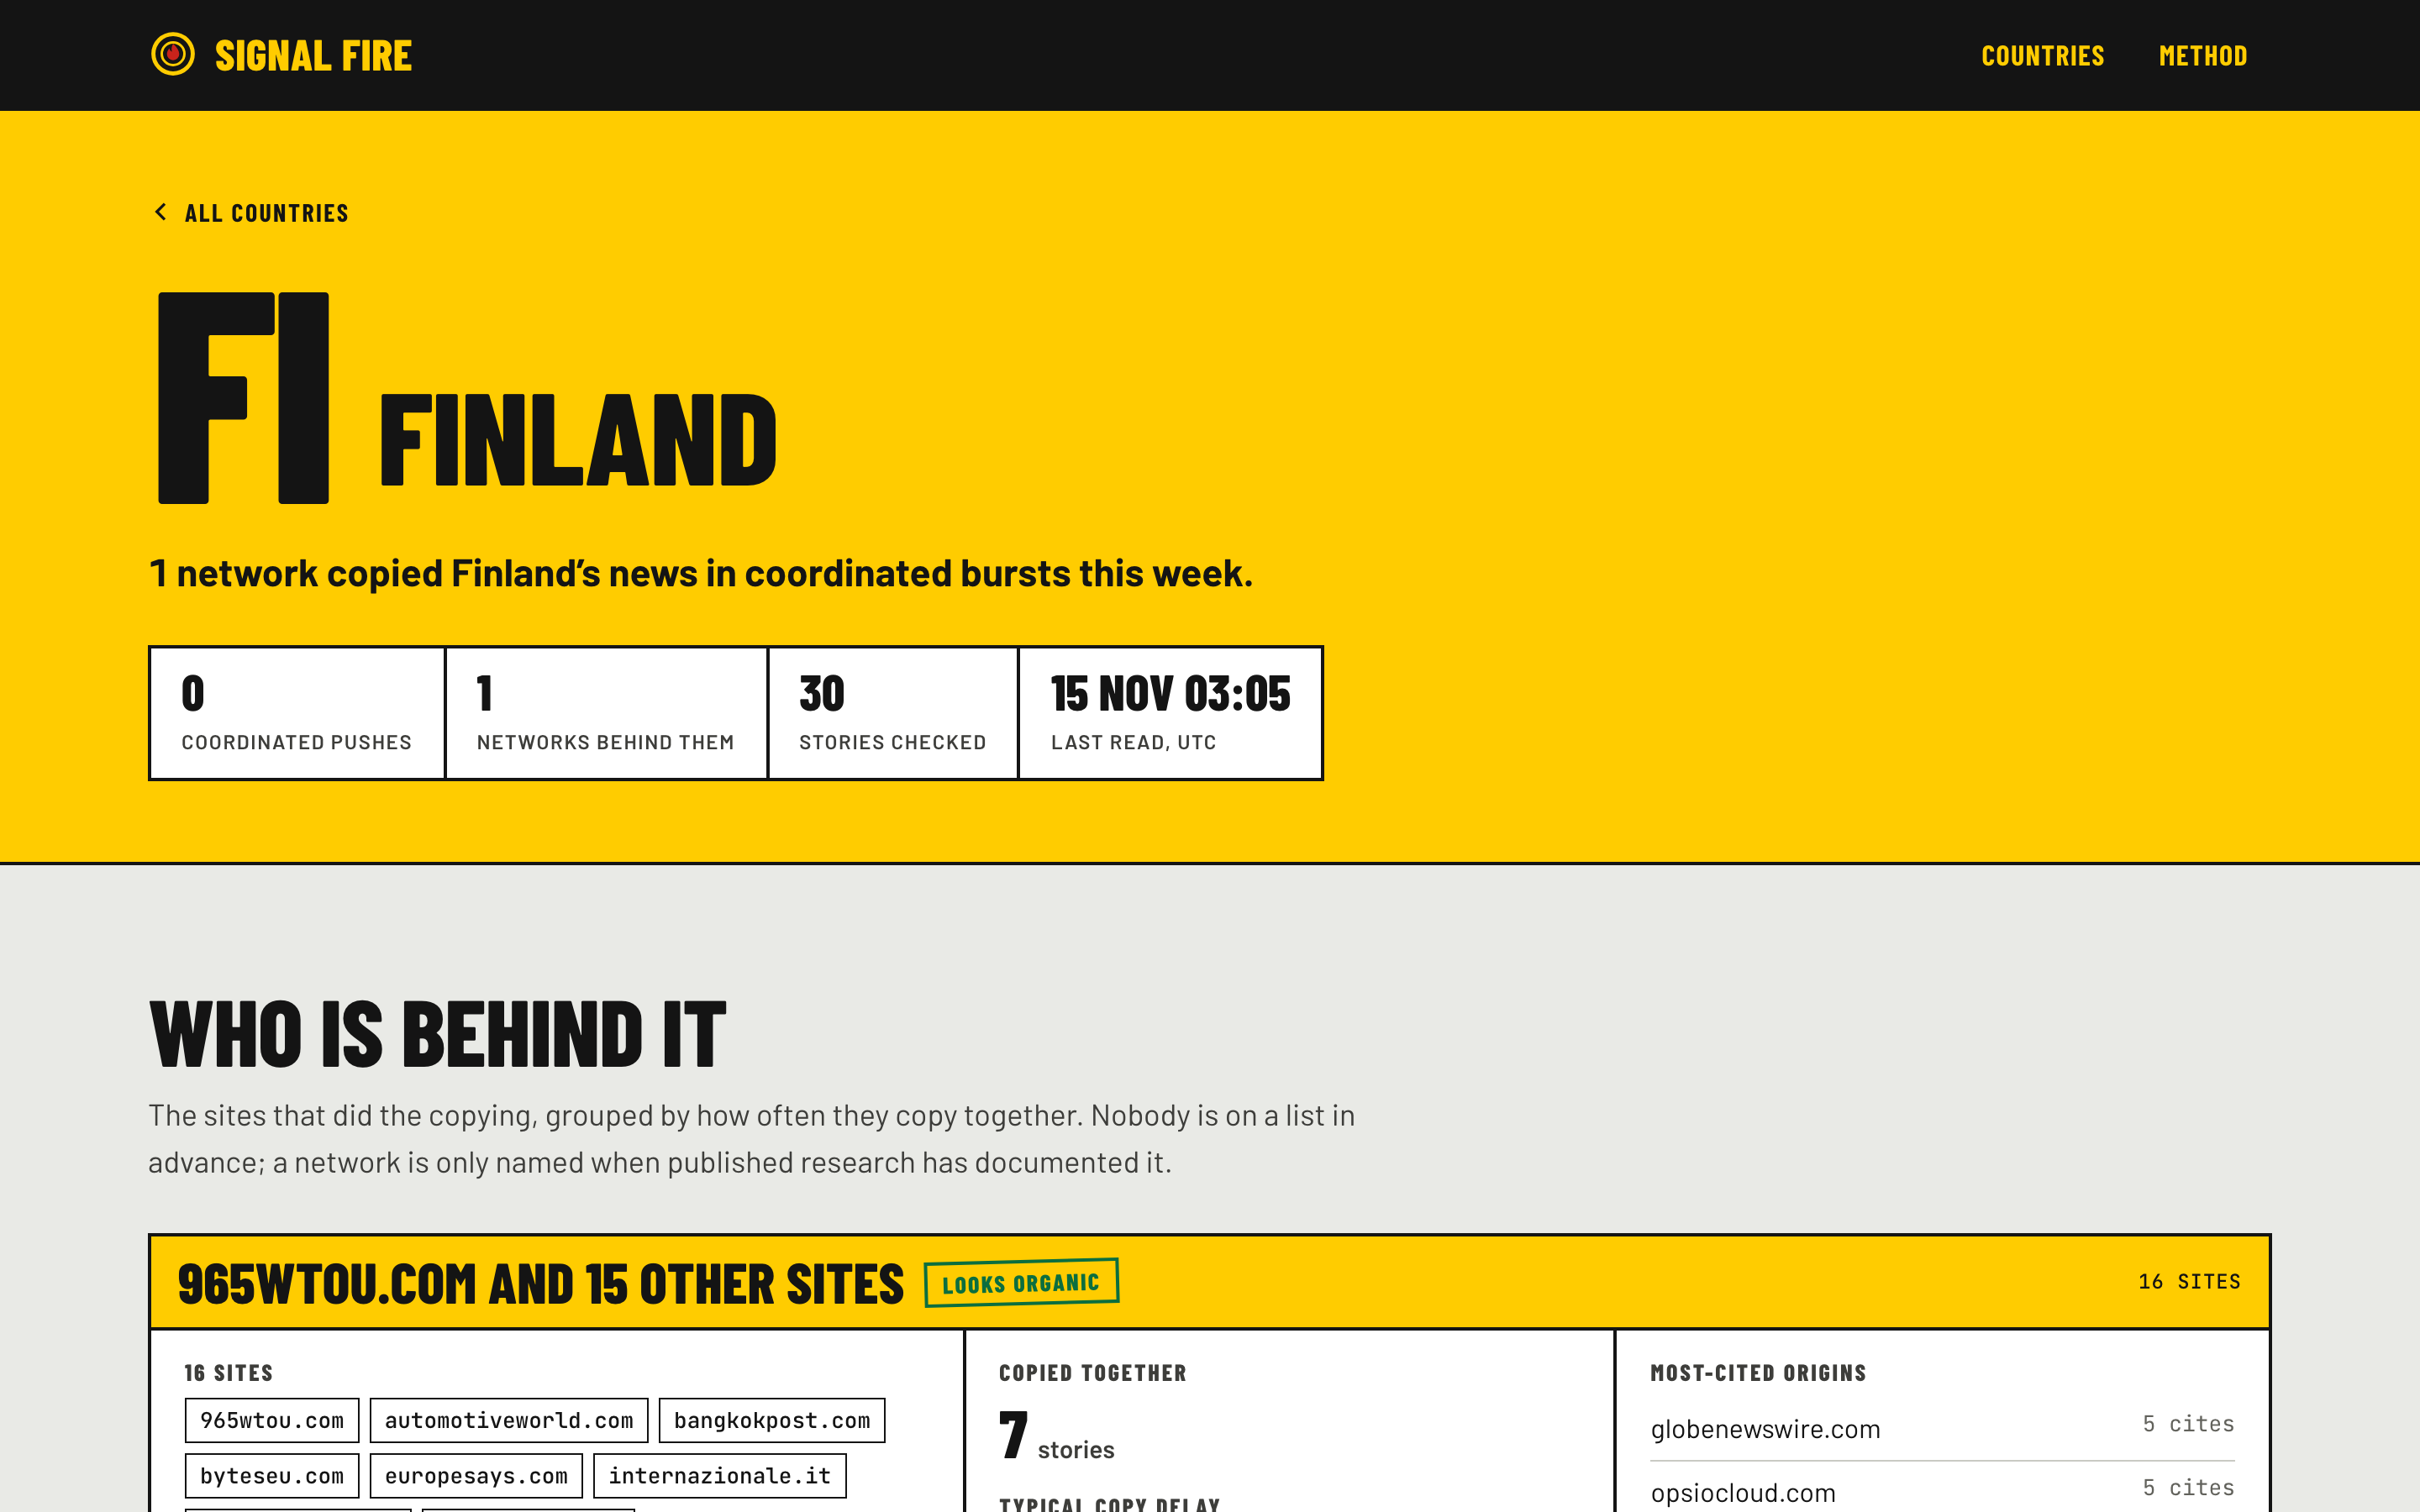 SIGNAL FIRE
COUNTRIES
METHOD
ALL COUNTRIES
FI FINLAND
1 network copied Finland’s news in coordinated bursts this week.
0
COORDINATED PUSHES
1
NETWORKS BEHIND THEM
30
STORIES CHECKED
15 NOV 03:05
LAST READ, UTC
WHO IS BEHIND IT
The sites that did the copying, grouped by how often they copy together. Nobody is on a list in
advance; a network is only named when published research has documented it.
965WTOU.COM AND 15 OTHER SITES
LOOKS ORGANIC
16 SITES
16 SITES
965wtou.com
automotiveworld.com
bangkokpost.com
byteseu.com
europesays.com
internazionale.it
COPIED TOGETHER
7 stories
TYPICAL COPY DELAY
MOST-CITED ORIGINS
globenewswire.com
5 cites
opsiocloud.com
5 cites